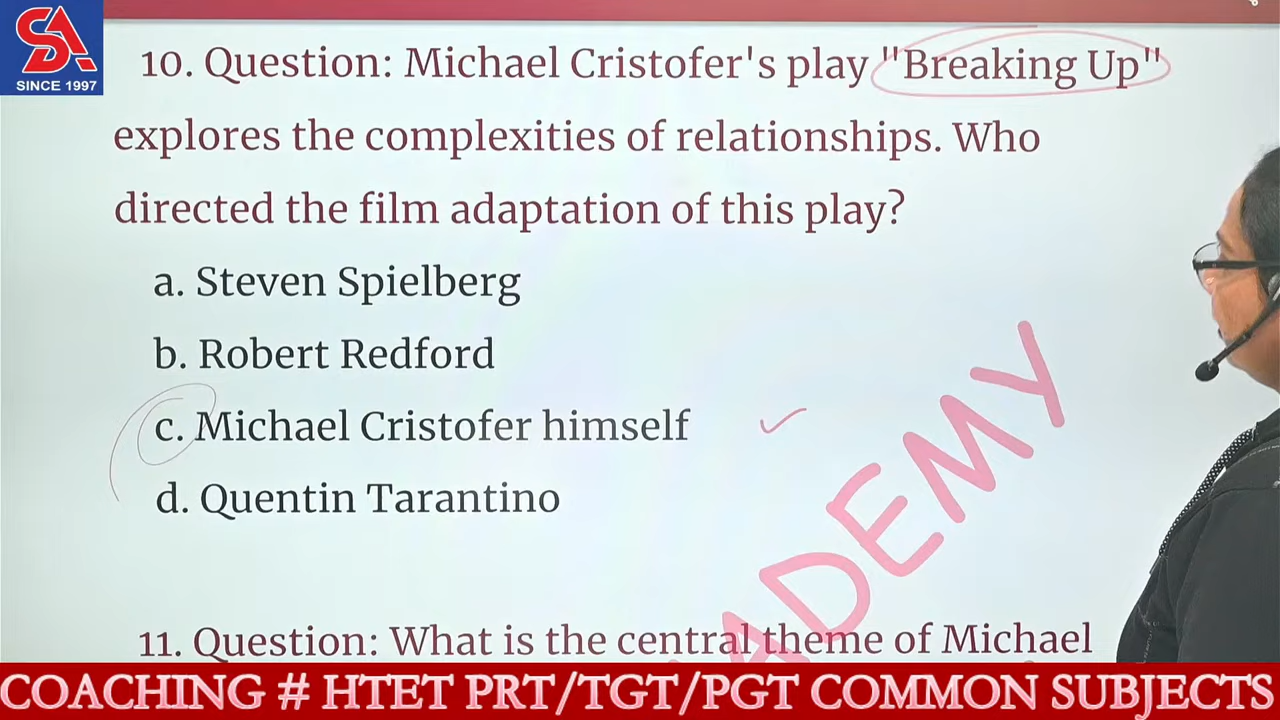 SA
SINCE 1997
10. Question: Michael Cristofer's play "Breaking Up"
explores the complexities of relationships. Who
directed the film adaptation of this play?
a. Steven Spielberg
b. Robert Redford
c. Michael Cristofer himself
d. Quentin Tarantino
ADEMY
11. Question: What is the central theme of Michael
COACHING # HTET PRT/TGT/PGT COMMON SUBJECTS